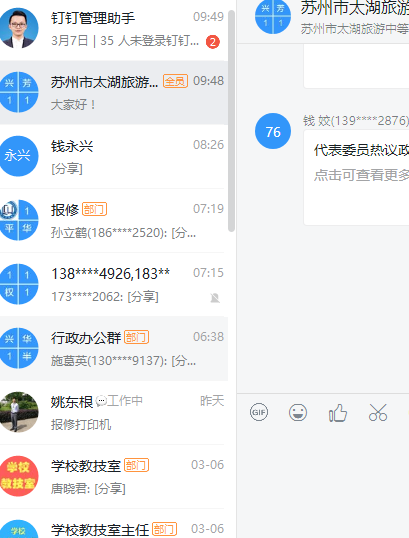 钉钉管理助手 09:49
3月7日 | 35 人未登录钉钉... 2
兴 芳
1 1
苏州市太湖旅游... 全员 09:48
大家好！
永兴
钱永兴 08:26
[分享]
平 华
报修 部门 07:19
孙立鹤(186****2520): [分...
1 1
权 1
138****4926,183** 07:15
173****2062: [分享]
兴 华
1 半
行政办公群 部门 06:38
施墓英(130****9137): [分...
姚东根 工作中 昨天
报修打印机
学校
教技室
学校教技室 部门 03-06
唐晓君: [分享]
学校
学校教技室主任 部门 03-06
兴 芳
1 1
苏州市太湖旅游
苏州市太湖旅游中等
76
钱 姣(139****2876)
代表委员热议政
点击可查看更多
GIF